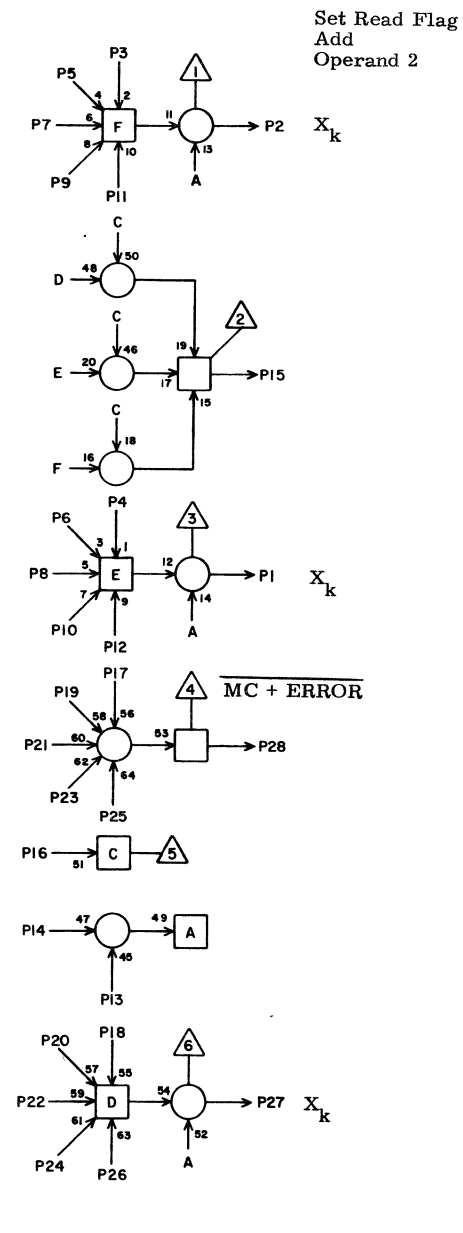 Set Read Flag
Add
Operand 2
P3
1
P5
4
2
P7
6
F
11
P2
X
k
8
10
13
P9
P11
A
C
50
D
48
C
2
46
19
E
20
17
P15
C
15
18
F
16
P4
P6
3
3
1
P8
5
E
12
P1
X
k
7
9
14
P10
A
P12
P17
P19
4
MC + ERROR
58
56
P21
60
53
P28
62
64
P23
P25
P16
C
5
51
47
49
P14
A
45
P13
P18
P20
6
57
55
P22
59
D
54
P27
X
k
61
63
52
P24
P26
A